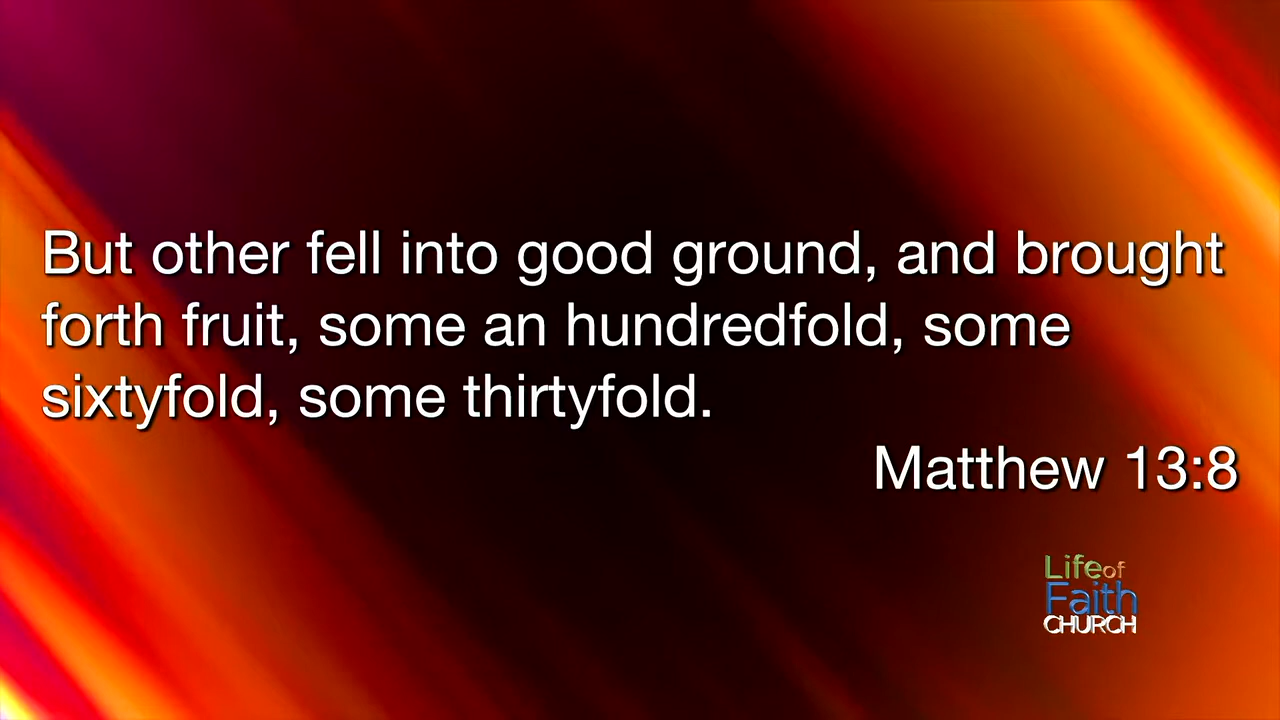 But other fell into good ground, and brought
forth fruit, some an hundredfold, some
sixtyfold, some thirtyfold.
Matthew 13:8
Life of
Faith
CHURCH